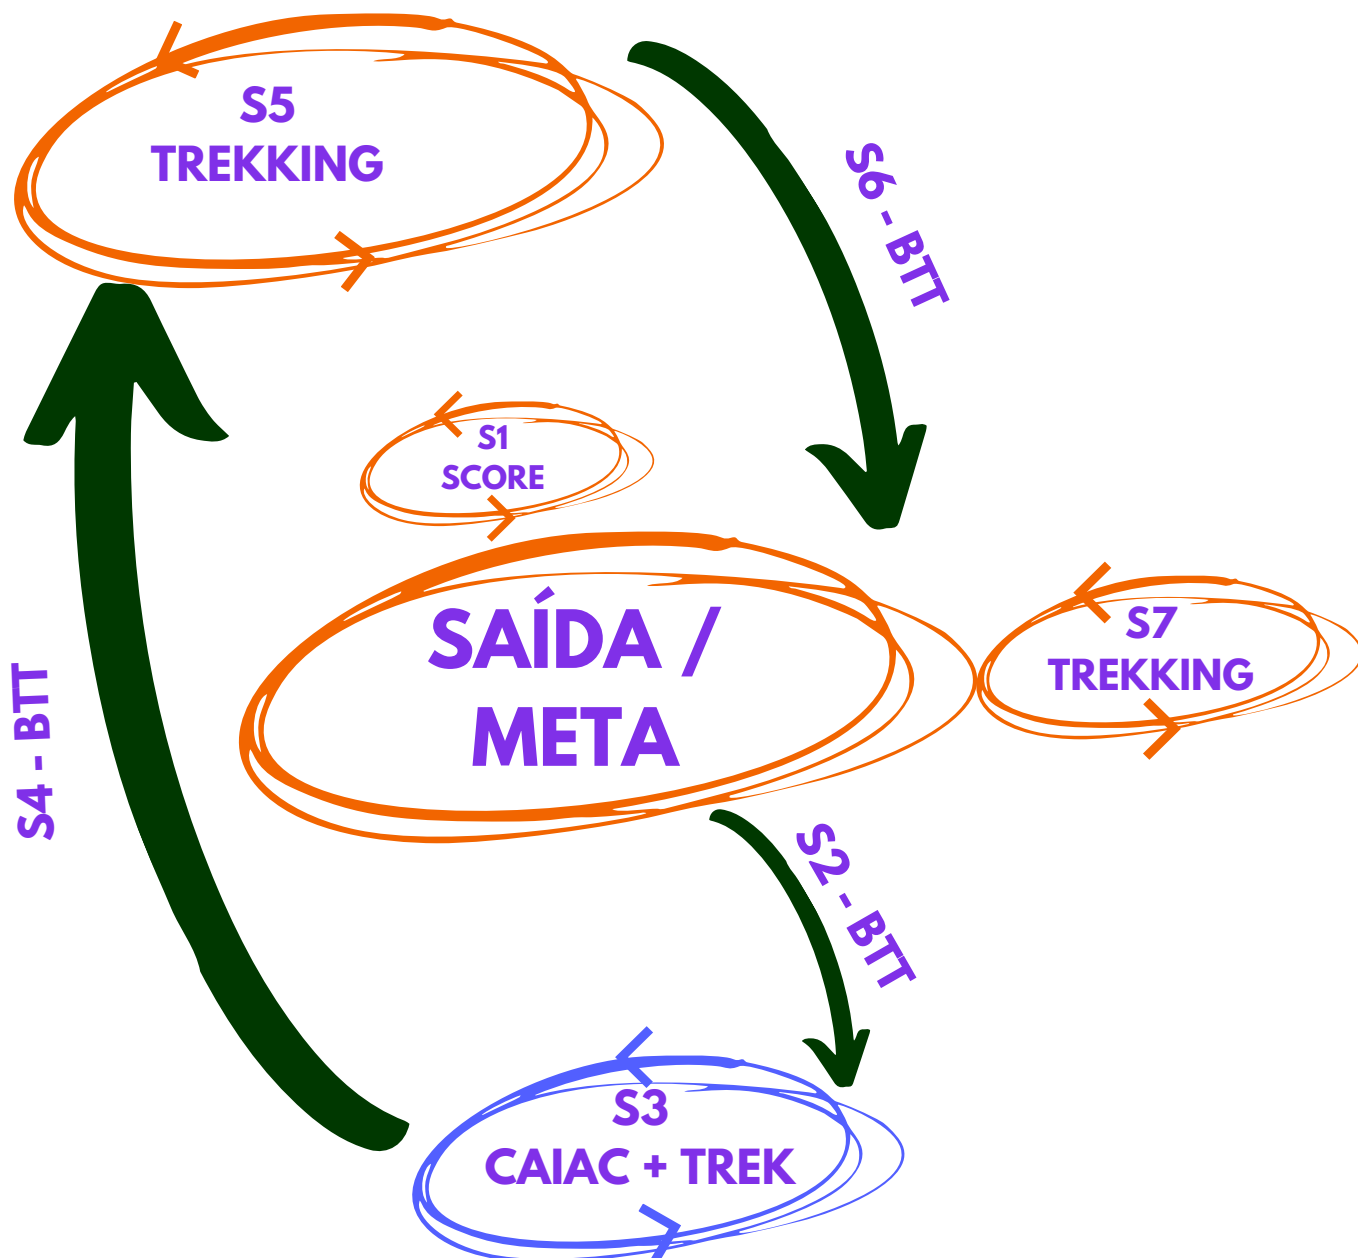 S5
TREKKING
S6 - BTT
S1
SCORE
SAÍDA /
META
S7
TREKKING
S4 - BTT
S2 - BTT
S3
CAIAC + TREK